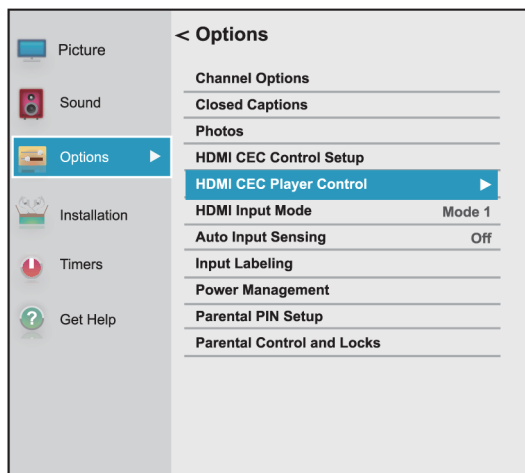 Picture
Sound
Options
Installation
Timers
Get Help
< Options
Channel Options
Closed Captions
Photos
HDMI CEC Control Setup
HDMI CEC Player Control
HDMI Input Mode Mode 1
Auto Input Sensing Off
Input Labeling
Power Management
Parental PIN Setup
Parental Control and Locks